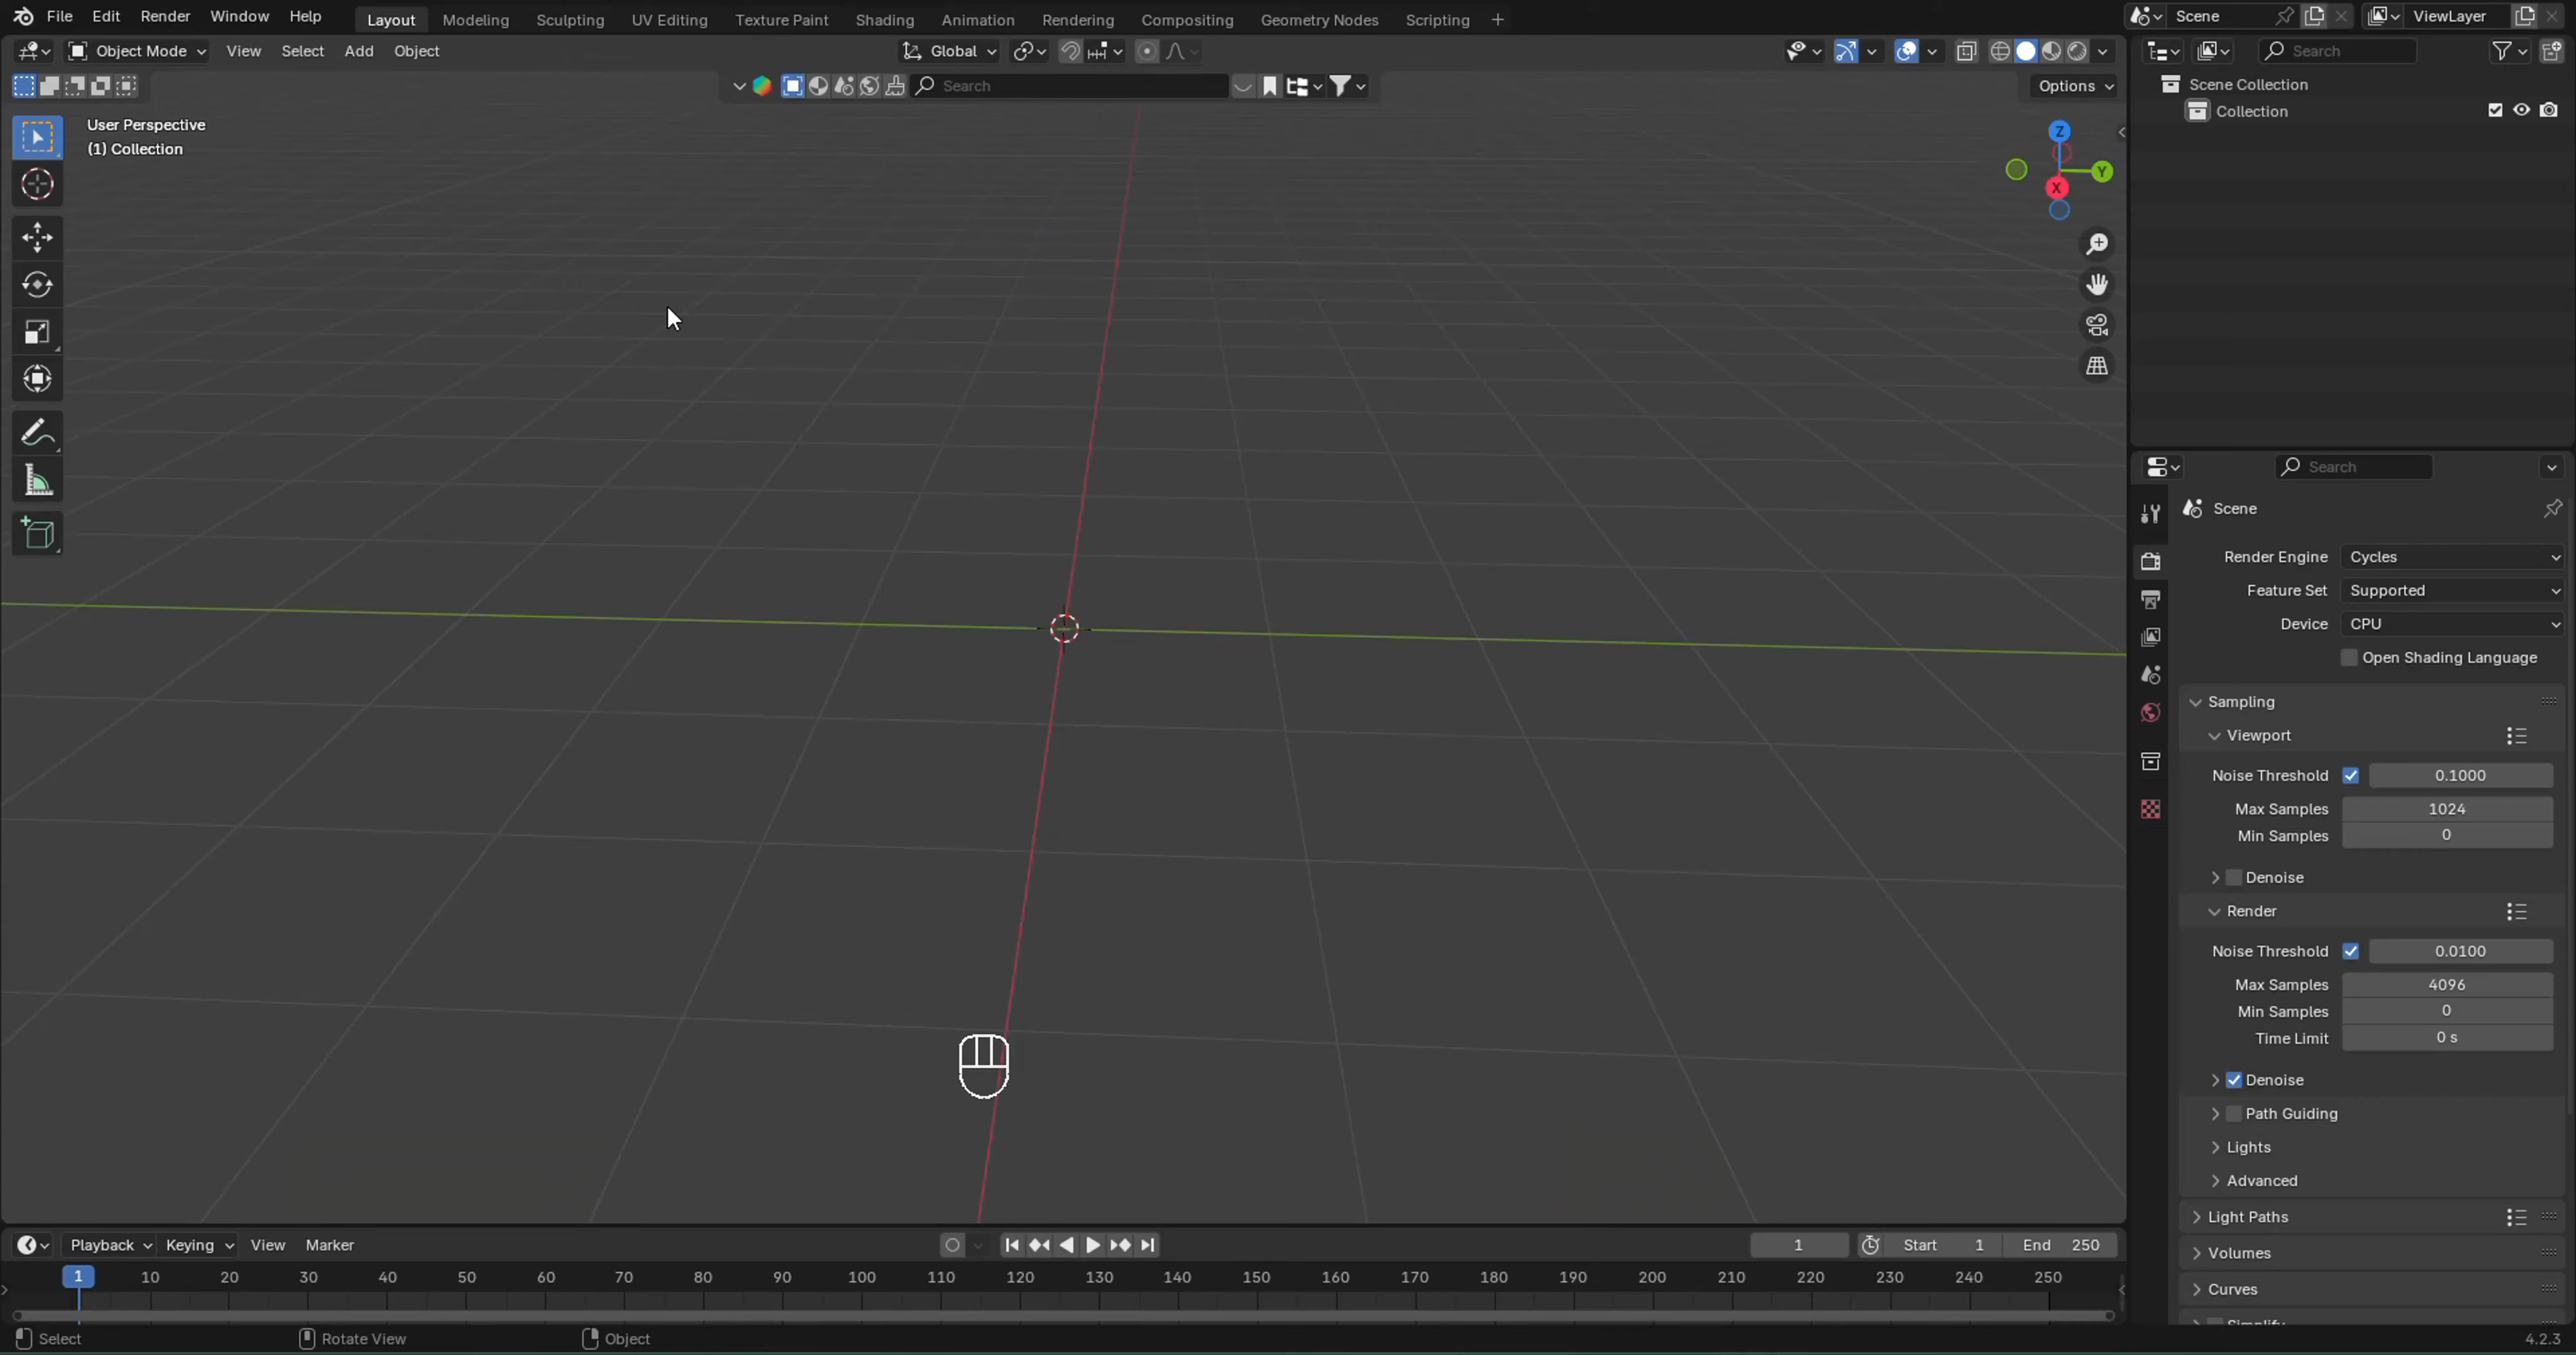 File Edit Render Window Help Layout Modeling Sculpting UV Editing Texture Paint Shading Animation Rendering Compositing Geometry Nodes Scripting + Scene ViewLayer
Object Mode View Select Add Object Global Search
Search Options
User Perspective
(1) Collection
Z
Y
X
Scene Collection
Collection
Search
Scene
Render Engine Cycles
Feature Set Supported
Device CPU
Open Shading Language
Sampling
Viewport
Noise Threshold 0.1000
Max Samples 1024
Min Samples 0
Denoise
Render
Noise Threshold 0.0100
Max Samples 4096
Min Samples 0
Time Limit 0 s
Denoise
Path Guiding
Lights
Advanced
Light Paths
Volumes
Curves
Simplify
Playback Keying View Marker 1 Start 1 End 250
1 10 20 30 40 50 60 70 80 90 100 110 120 130 140 150 160 170 180 190 200 210 220 230 240 250
Select Rotate View Object 4.2.3